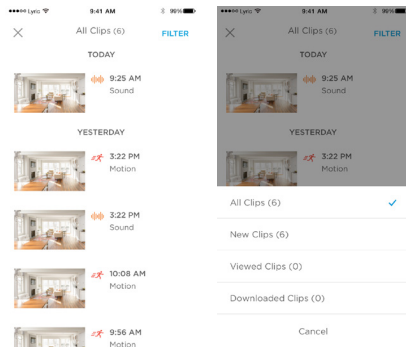 Lyric 9:41 AM 99%
All Clips (6) FILTER
TODAY
9:25 AM
Sound
YESTERDAY
3:22 PM
Motion
3:22 PM
Sound
10:08 AM
Motion
9:56 AM
Motion
Lyric 9:41 AM 99%
All Clips (6) FILTER
TODAY
9:25 AM
Sound
YESTERDAY
3:22 PM
Motion
All Clips (6)
New Clips (6)
Viewed Clips (0)
Downloaded Clips (0)
Cancel